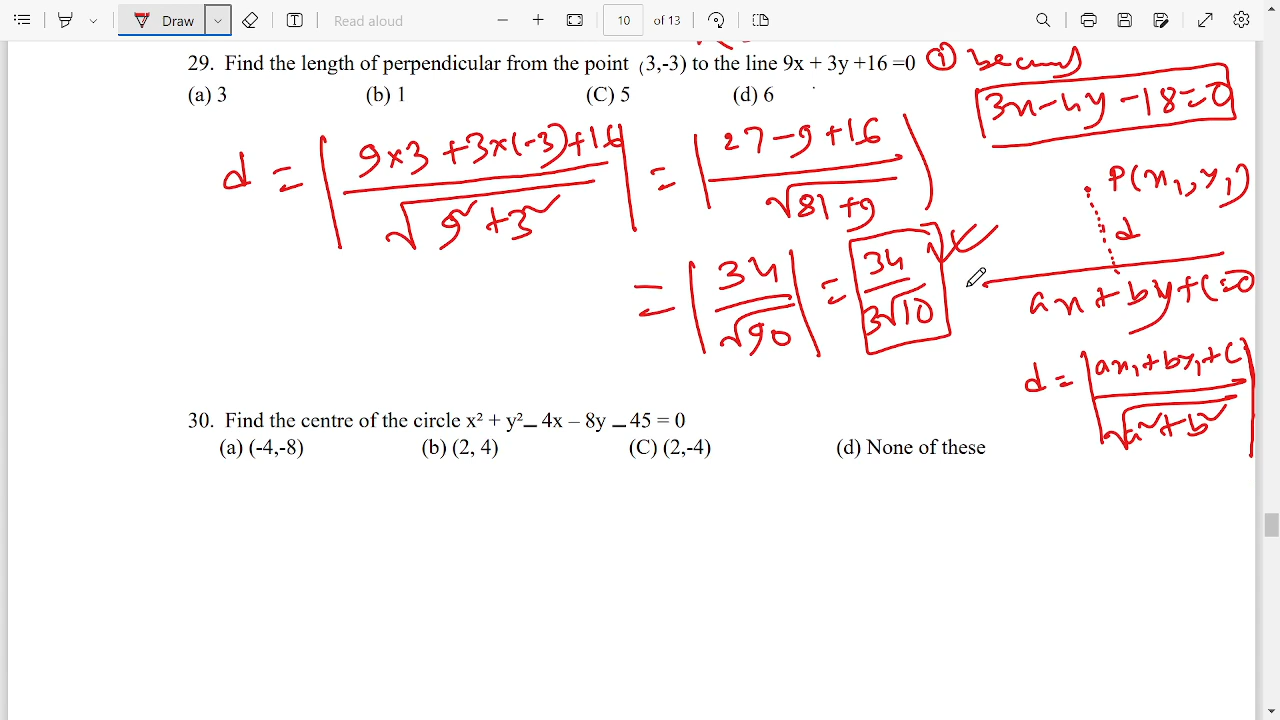 Draw
Read aloud
10 of 13
29. Find the length of perpendicular from the point (3,-3) to the line 9x + 3y +16 =0
(a) 3 (b) 1 (C) 5 (d) 6
① becums
3x-4y-18=0
d = | 9×3 +3×(-3)+16 / √9²+3² | = | 27-9+16 / √81+9 |
P(x₁,y₁)
d
= | 34 / √90 | = 34 / 3√10
ax+by+c=0
d = | ax₁+by₁+c / √a²+b² |
30. Find the centre of the circle x² + y² – 4x – 8y – 45 = 0
(a) (-4,-8) (b) (2, 4) (C) (2,-4) (d) None of these